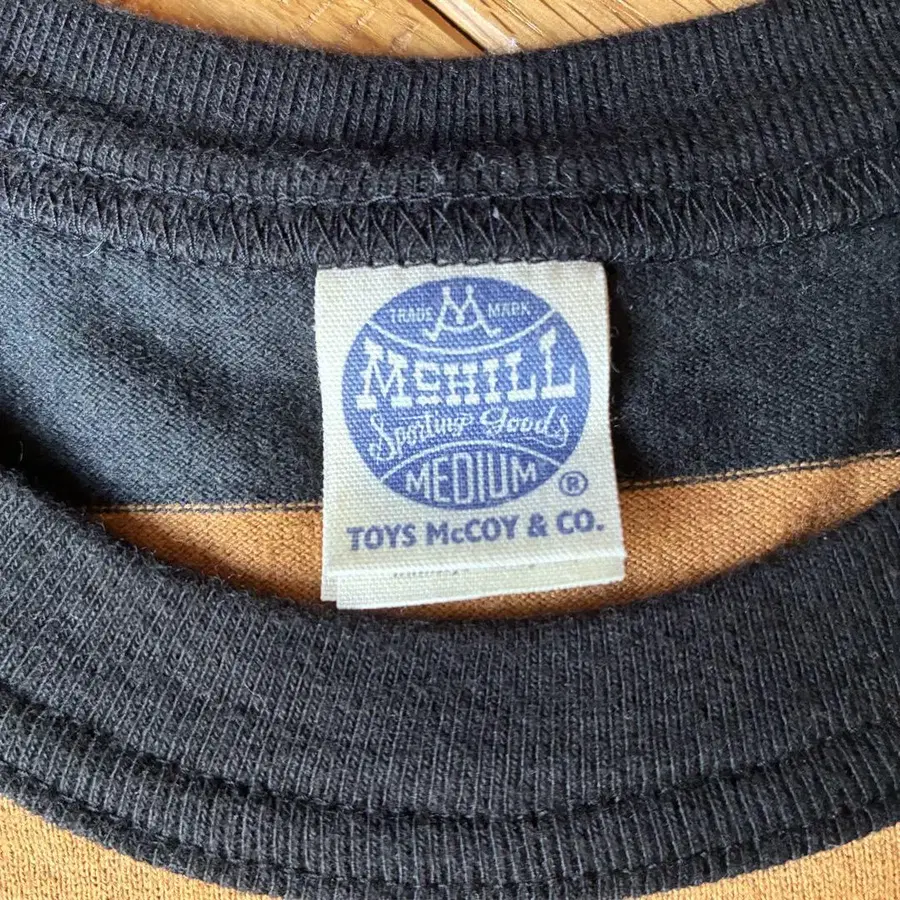 TRADE MARK
McHILL
Sporting Goods
MEDIUM ®
TOYS McCOY & CO.